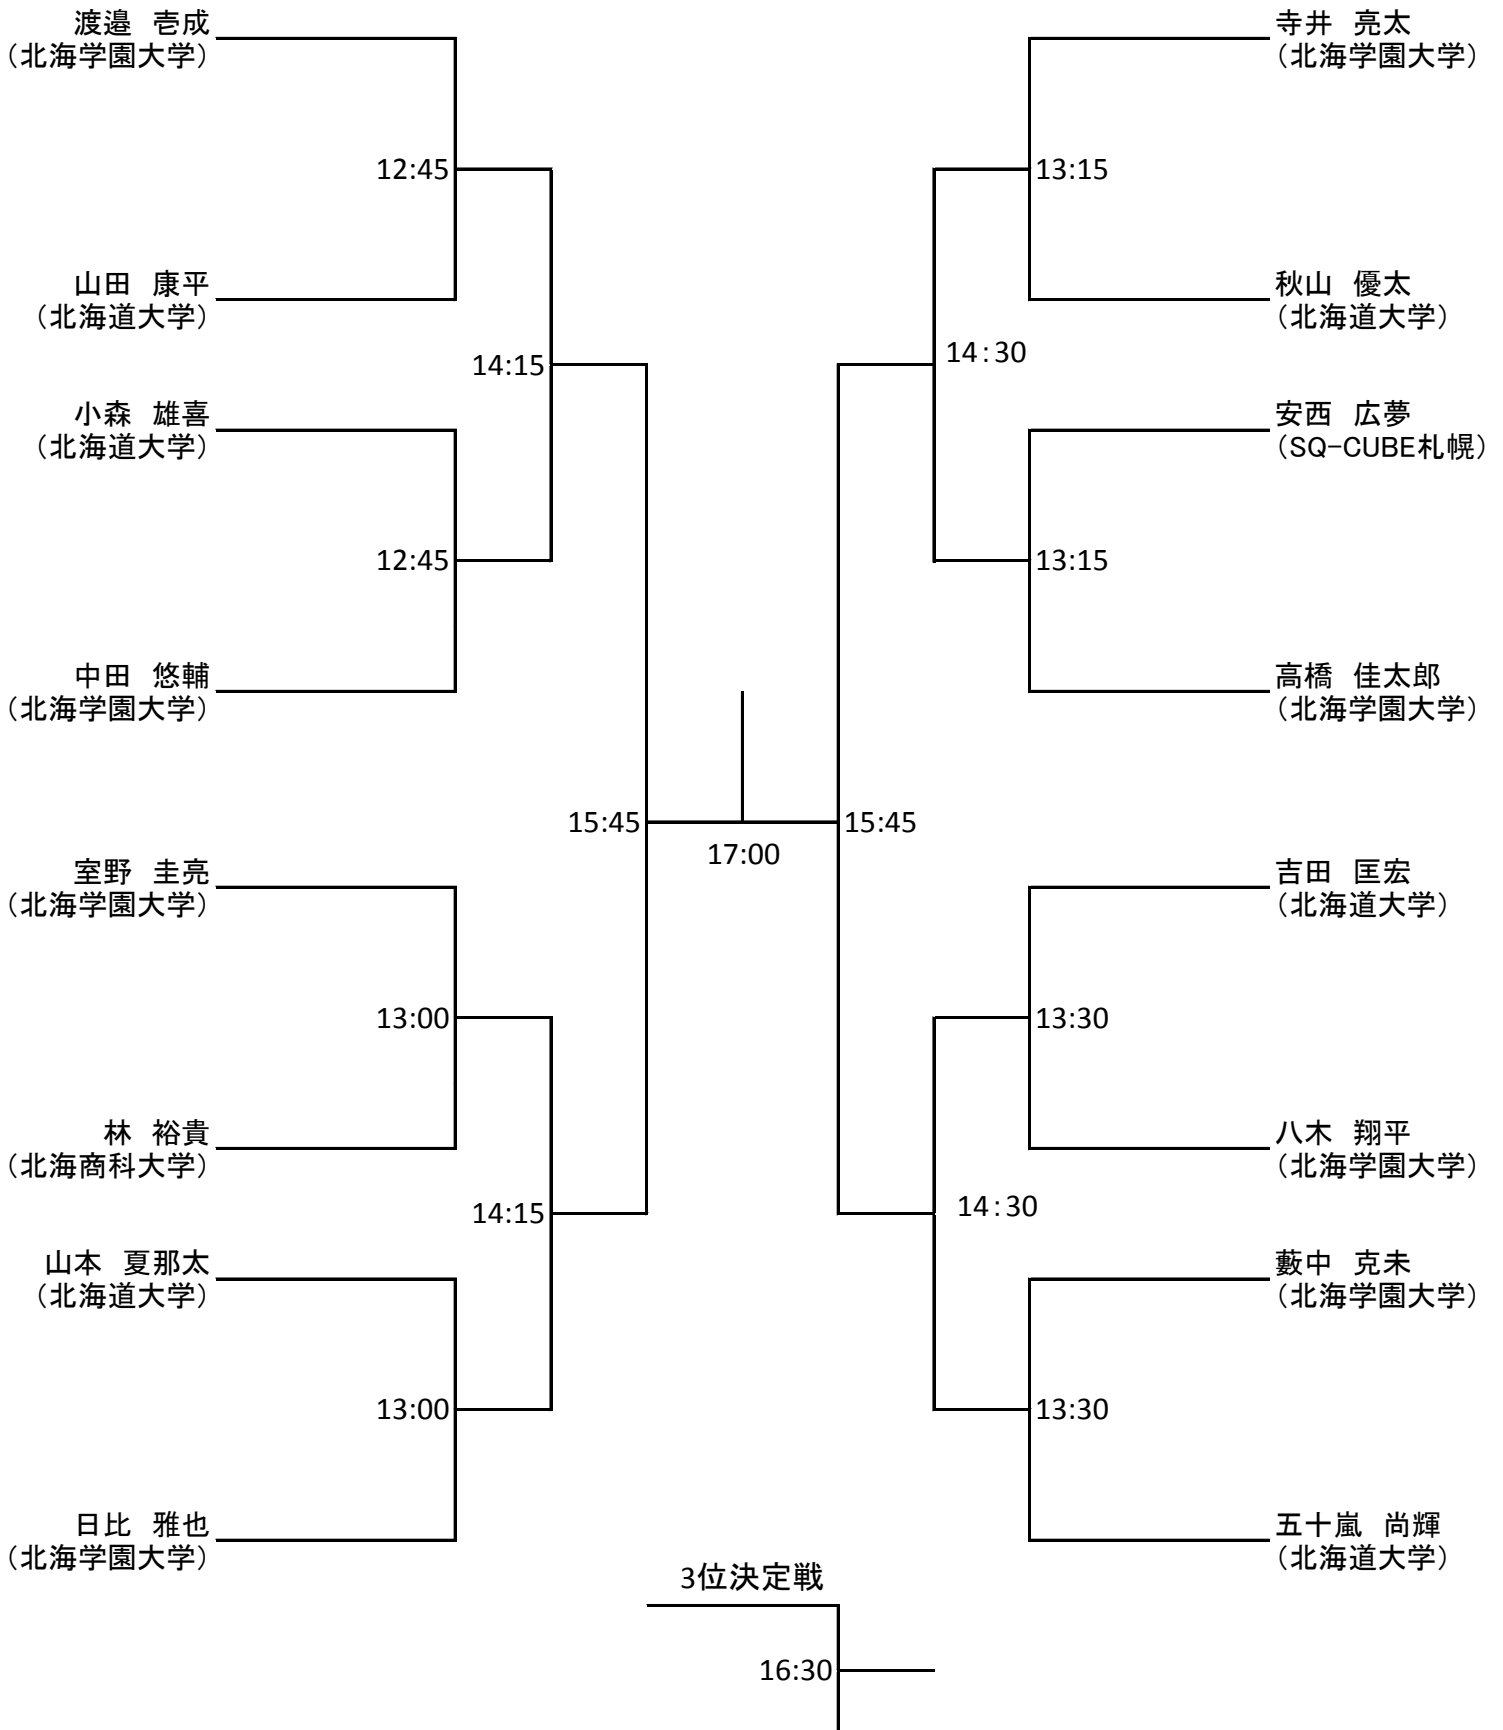 渡邉　壱成
（北海学園大学）
12:45
山田　康平
（北海道大学）
14:15
小森　雄喜
（北海道大学）
12:45
中田　悠輔
（北海学園大学）
15:45
室野　圭亮
（北海学園大学）
13:00
林　裕貴
（北海商科大学）
14:15
山本　夏那太
（北海道大学）
13:00
日比　雅也
（北海学園大学）
17:00
寺井　亮太
（北海学園大学）
13:15
秋山　優太
（北海道大学）
14：30
安西　広夢
（SQ-CUBE札幌）
13:15
高橋　佳太郎
（北海学園大学）
15:45
吉田　匡宏
（北海道大学）
13:30
八木　翔平
（北海学園大学）
14：30
藪中　克未
（北海学園大学）
13:30
五十嵐　尚輝
（北海道大学）
3位決定戦
16:30